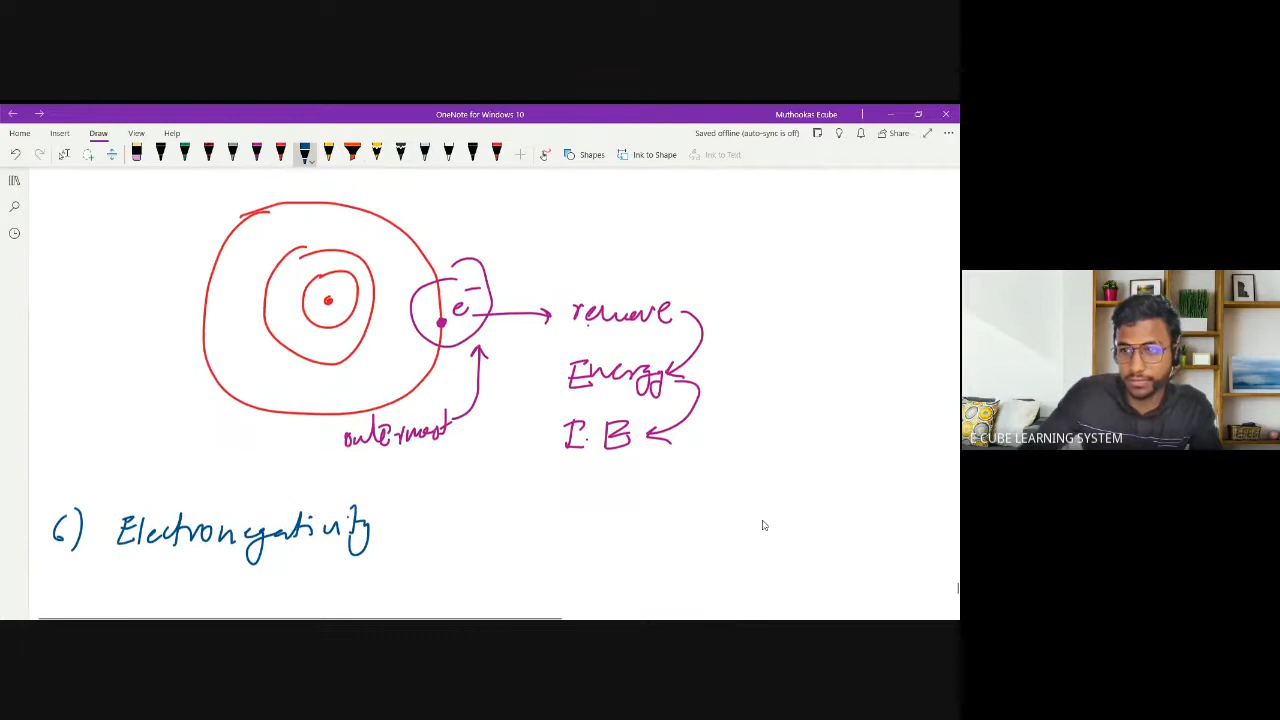 OneNote for Windows 10
Muthookas Ecube
Home Insert Draw View Help
Saved offline (auto-sync is off)
Share
Shapes
Ink to Shape
Ink to Text
e⁻
remove
Energy
I.E
outermost
6) Electronegativity
E CUBE LEARNING SYSTEM